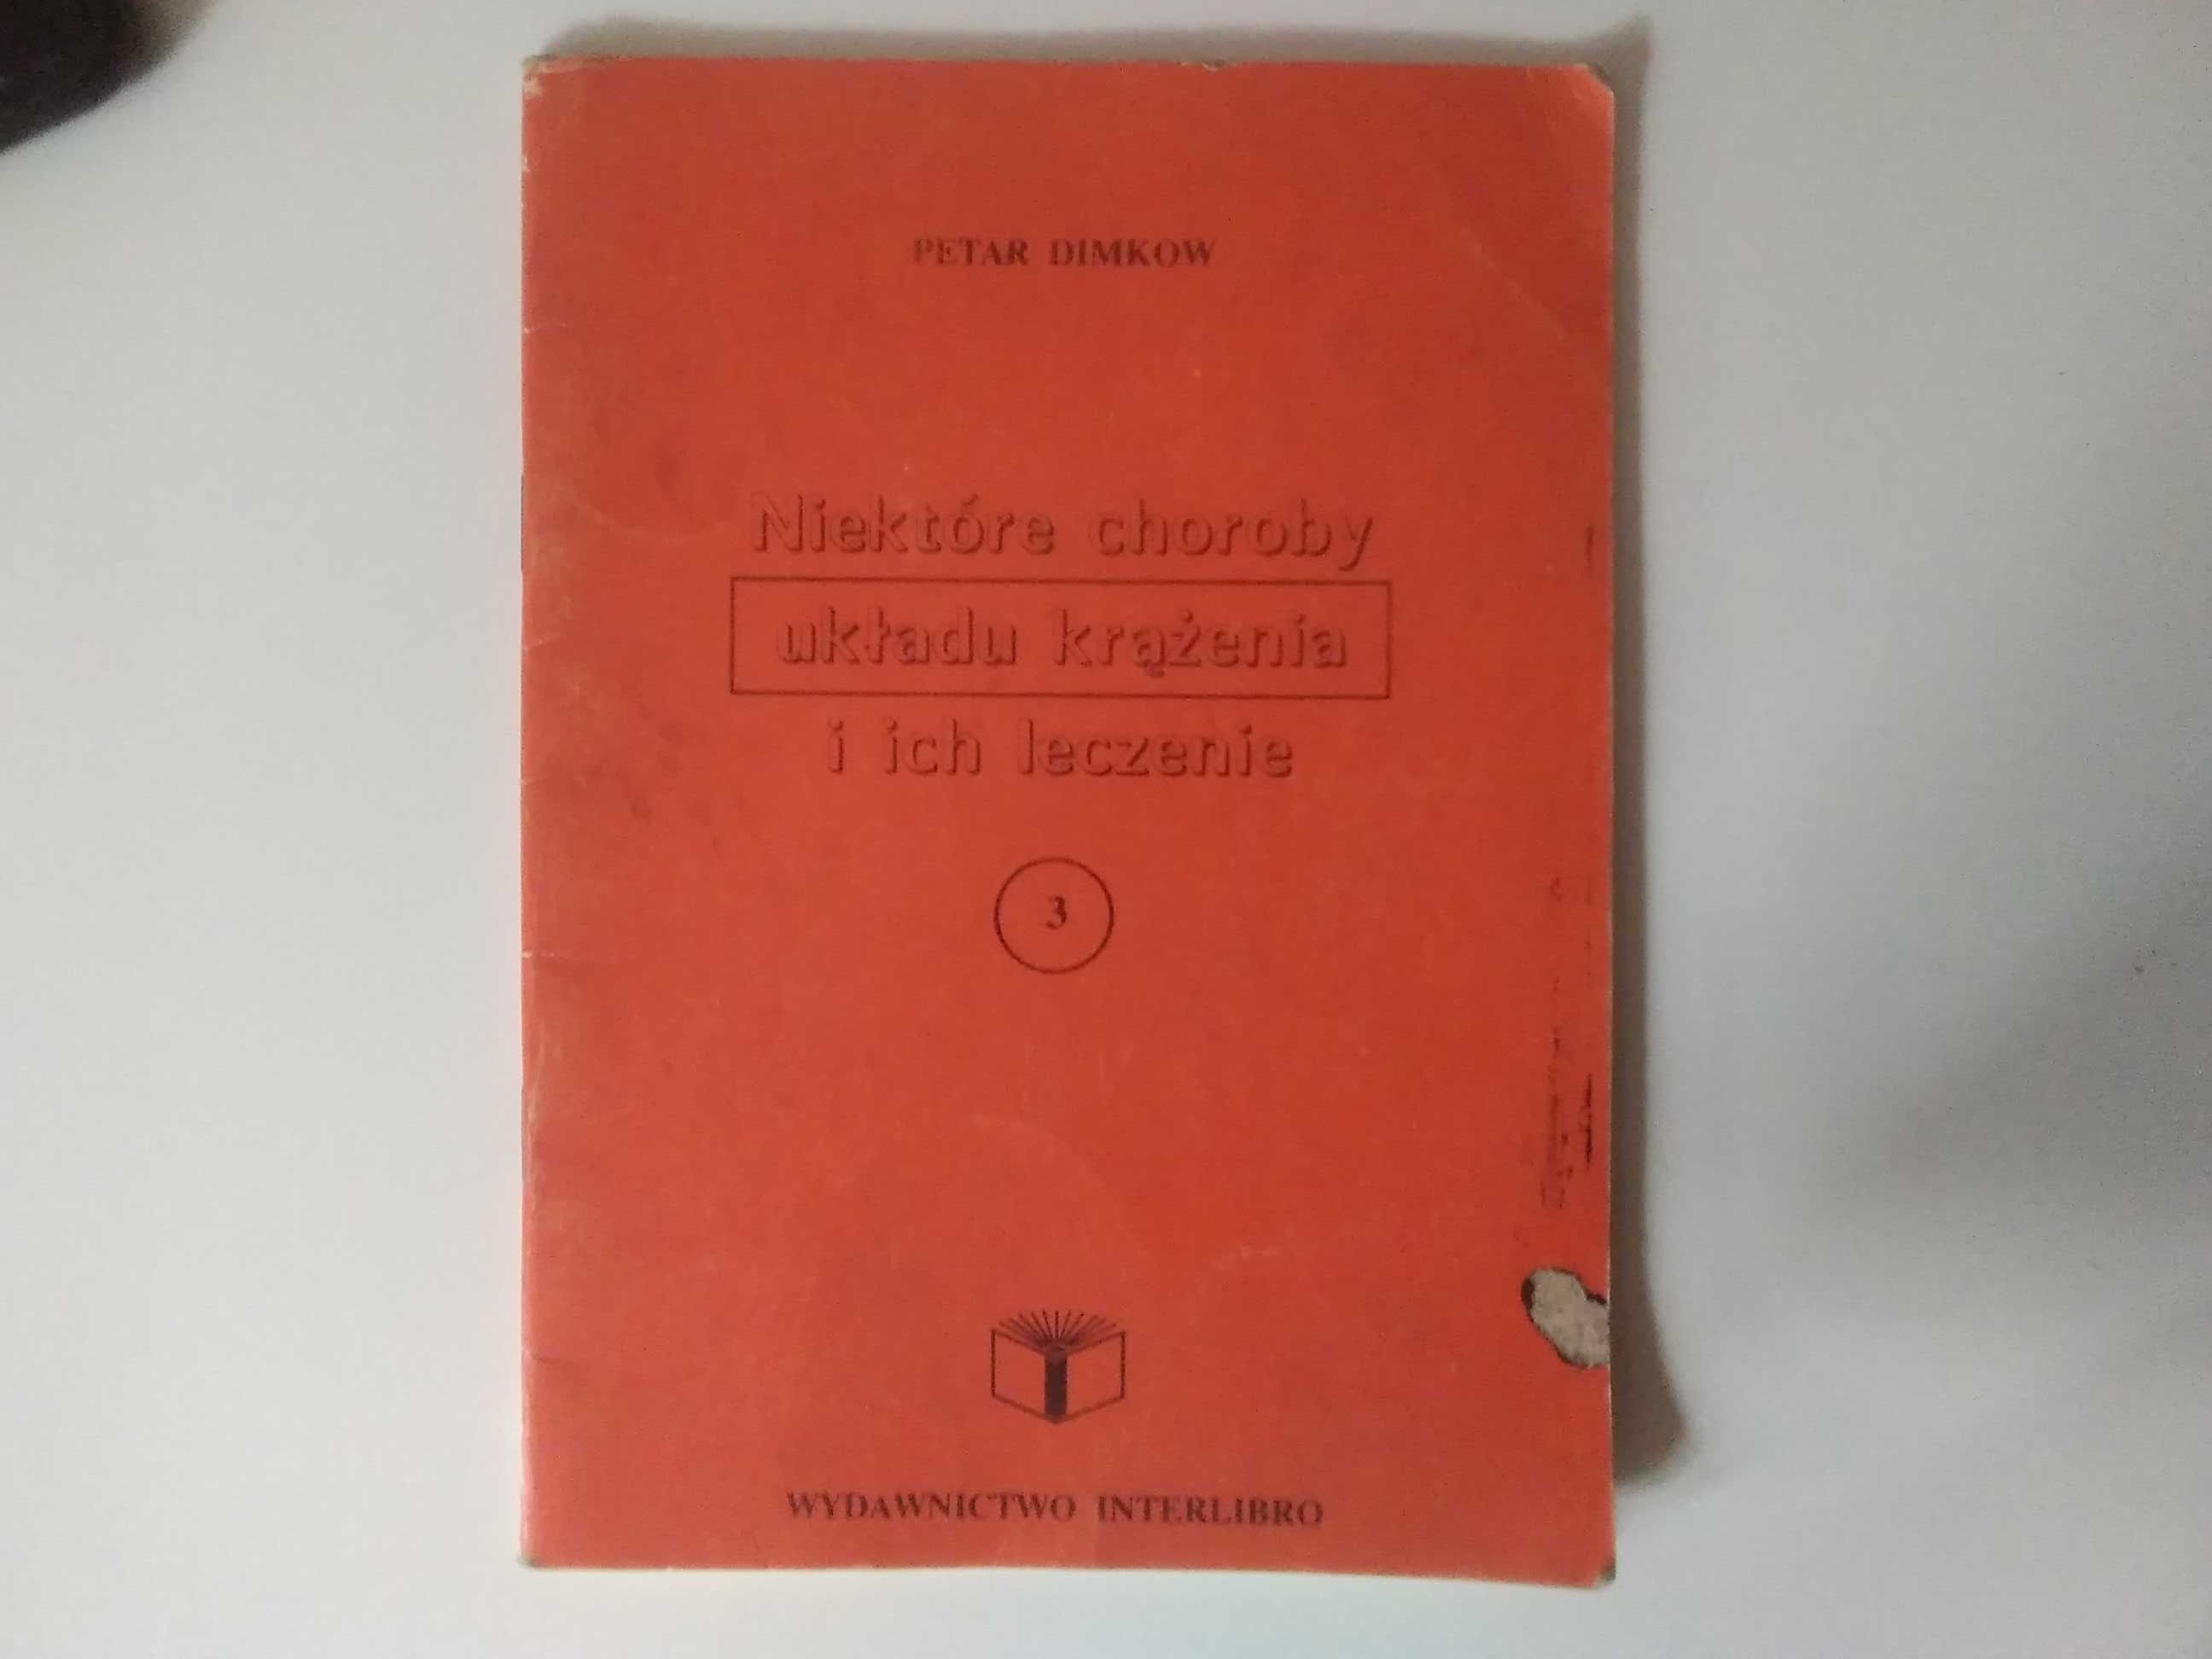 PETAR DIMKOW
Niektóre choroby
układu krążenia
i ich leczenie
3
WYDAWNICTWO INTERLIBRO